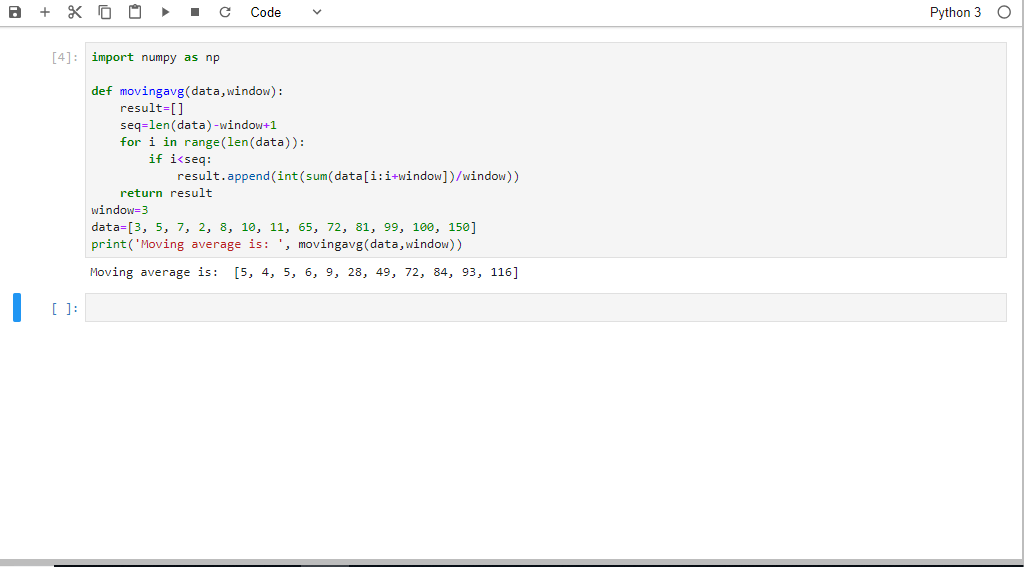 Code
Python 3
[4]:
import numpy as np
def movingavg(data,window):
    result=[]
    seq=len(data)-window+1
    for i in range(len(data)):
        if i<seq:
            result.append(int(sum(data[i:i+window])/window))
    return result
window=3
data=[3, 5, 7, 2, 8, 10, 11, 65, 72, 81, 99, 100, 150]
print('Moving average is: ', movingavg(data,window))
Moving average is:  [5, 4, 5, 6, 9, 28, 49, 72, 84, 93, 116]
[ ]: